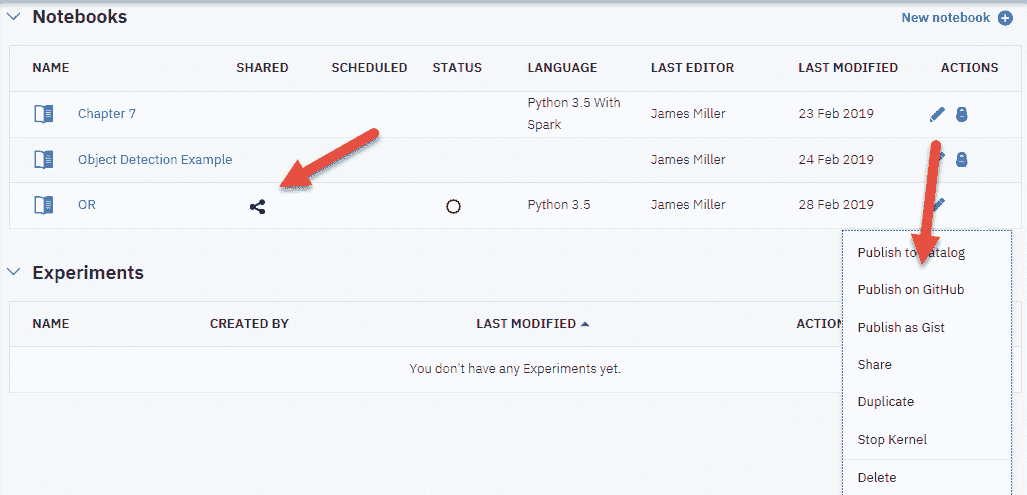 Notebooks
New notebook
NAME SHARED SCHEDULED STATUS LANGUAGE LAST EDITOR LAST MODIFIED ACTIONS
Chapter 7 Python 3.5 With Spark James Miller 23 Feb 2019
Object Detection Example James Miller 24 Feb 2019
OR Python 3.5 James Miller 28 Feb 2019
Publish to Catalog
Experiments
Publish on GitHub
NAME CREATED BY LAST MODIFIED ACTION
Publish as Gist
You don't have any Experiments yet.
Share
Duplicate
Stop Kernel
Delete